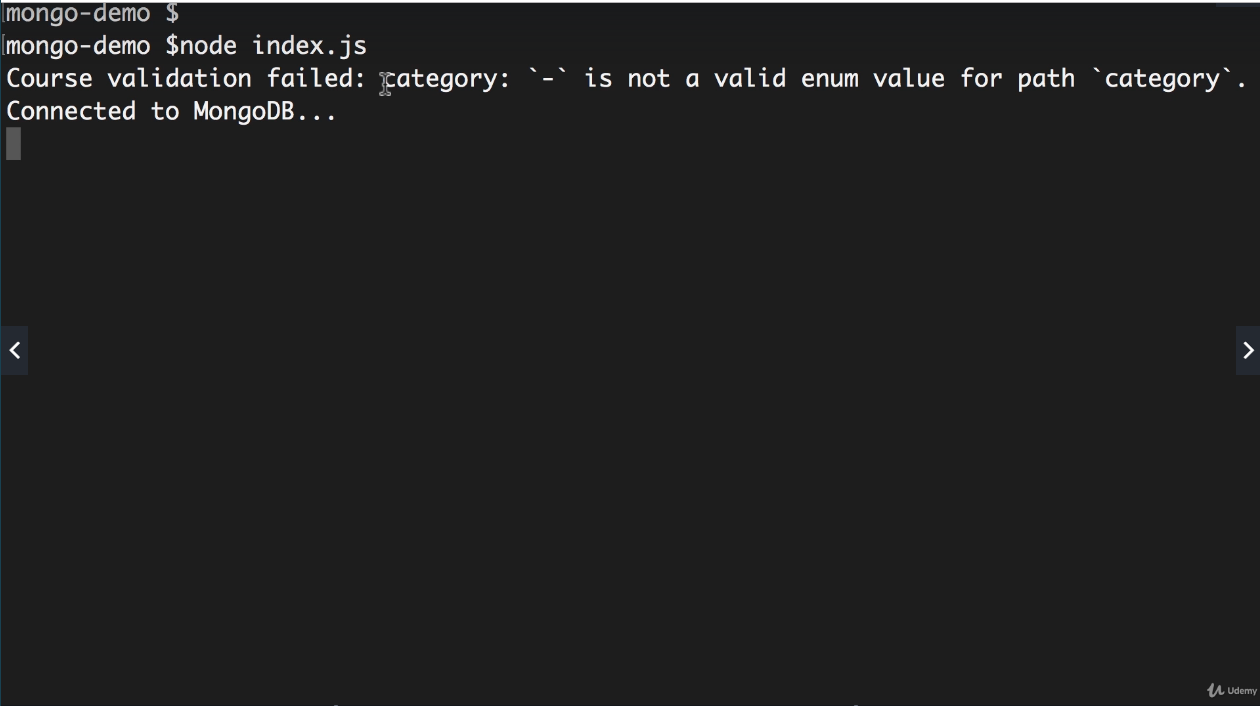 mongo-demo $
mongo-demo $node index.js
Course validation failed: category: `-` is not a valid enum value for path `category`.
Connected to MongoDB...
Udemy